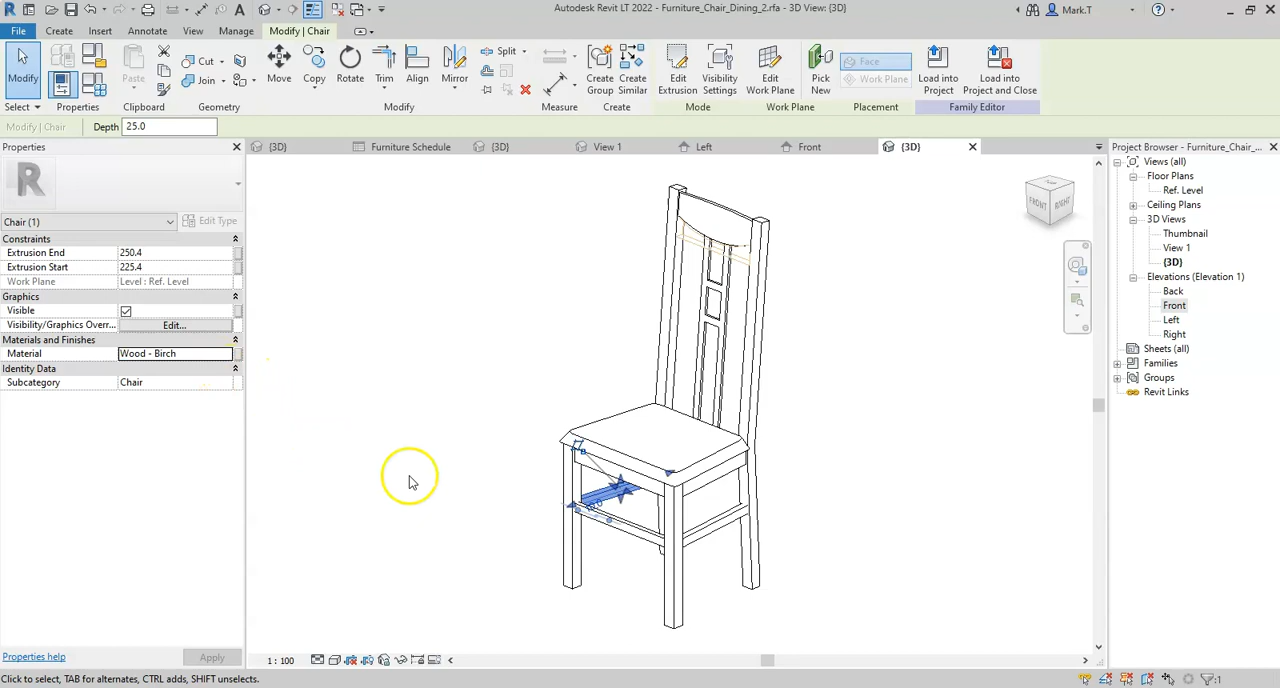 Autodesk Revit LT 2022 - Furniture_Chair_Dining_2.rfa - 3D View: {3D}
Mark.T
File Create Insert Annotate View Manage Modify | Chair
Modify
Paste
Cut
Join
Move
Copy
Rotate
Trim
Align
Mirror
Split
Create Group
Create Similar
Edit Extrusion
Visibility Settings
Edit Work Plane
Pick New
Face
Work Plane
Load into Project
Load into Project and Close
Select Properties Clipboard Geometry Modify Measure Create Mode Work Plane Placement Family Editor
Modify | Chair Depth 25.0
Properties
{3D} Furniture Schedule {3D} View 1 Left Front {3D}
Project Browser - Furniture_Chair_...
R
Chair (1) Edit Type
Constraints
Extrusion End 250.4
Extrusion Start 225.4
Work Plane Level : Ref. Level
Graphics
Visible
Visibility/Graphics Overr... Edit...
Materials and Finishes
Material Wood - Birch
Identity Data
Subcategory Chair
Properties help Apply
FRONT RIGHT
Views (all)
Floor Plans
Ref. Level
Ceiling Plans
3D Views
Thumbnail
View 1
{3D}
Elevations (Elevation 1)
Back
Front
Left
Right
Sheets (all)
Families
Groups
Revit Links
1 : 100
Click to select, TAB for alternates, CTRL adds, SHIFT unselects.
:1